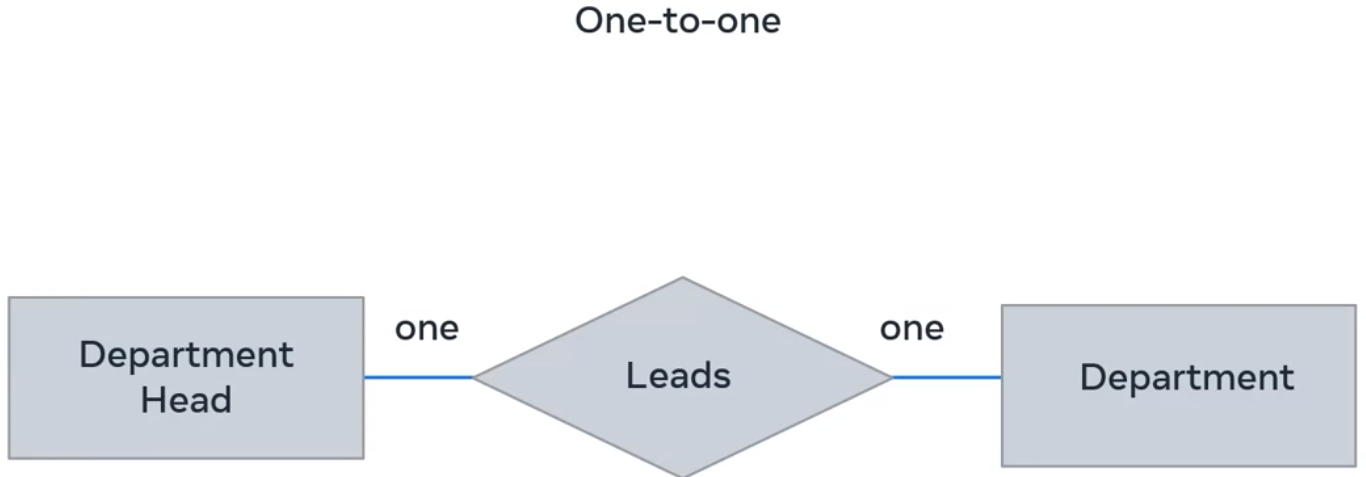 One-to-one
one
one
Department
Head
Leads
Department